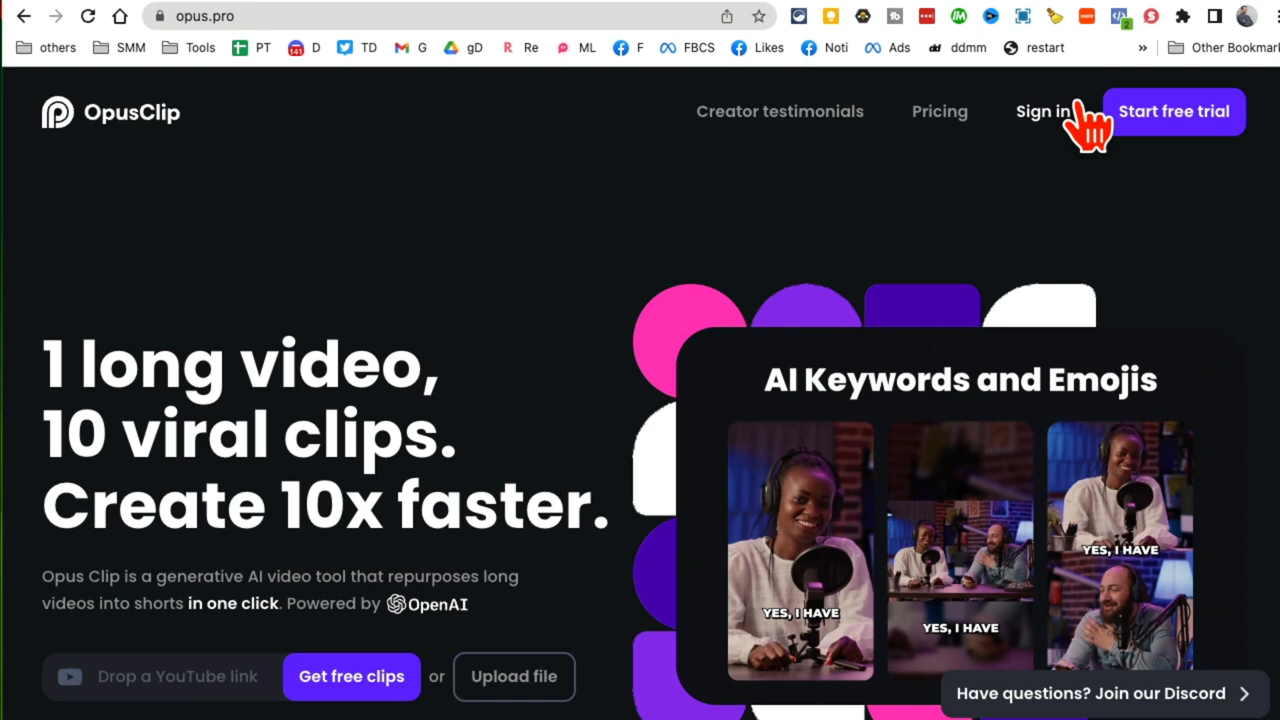 opus.pro
2
others
SMM
Tools
PT
141
D
TD
G
gD
R
Re
ML
F
FBCS
Likes
Noti
Ads
dd
ddmm
restart
»
Other Bookmar
OpusClip
Creator testimonials
Pricing
Sign in
Start free trial
1 long video,
10 viral clips.
Create 10x faster.
Opus Clip is a generative AI video tool that repurposes long
videos into shorts in one click. Powered by OpenAI
Drop a YouTube link
Get free clips
or
Upload file
AI Keywords and Emojis
YES, I HAVE
YES, I HAVE
YES, I HAVE
Have questions? Join our Discord